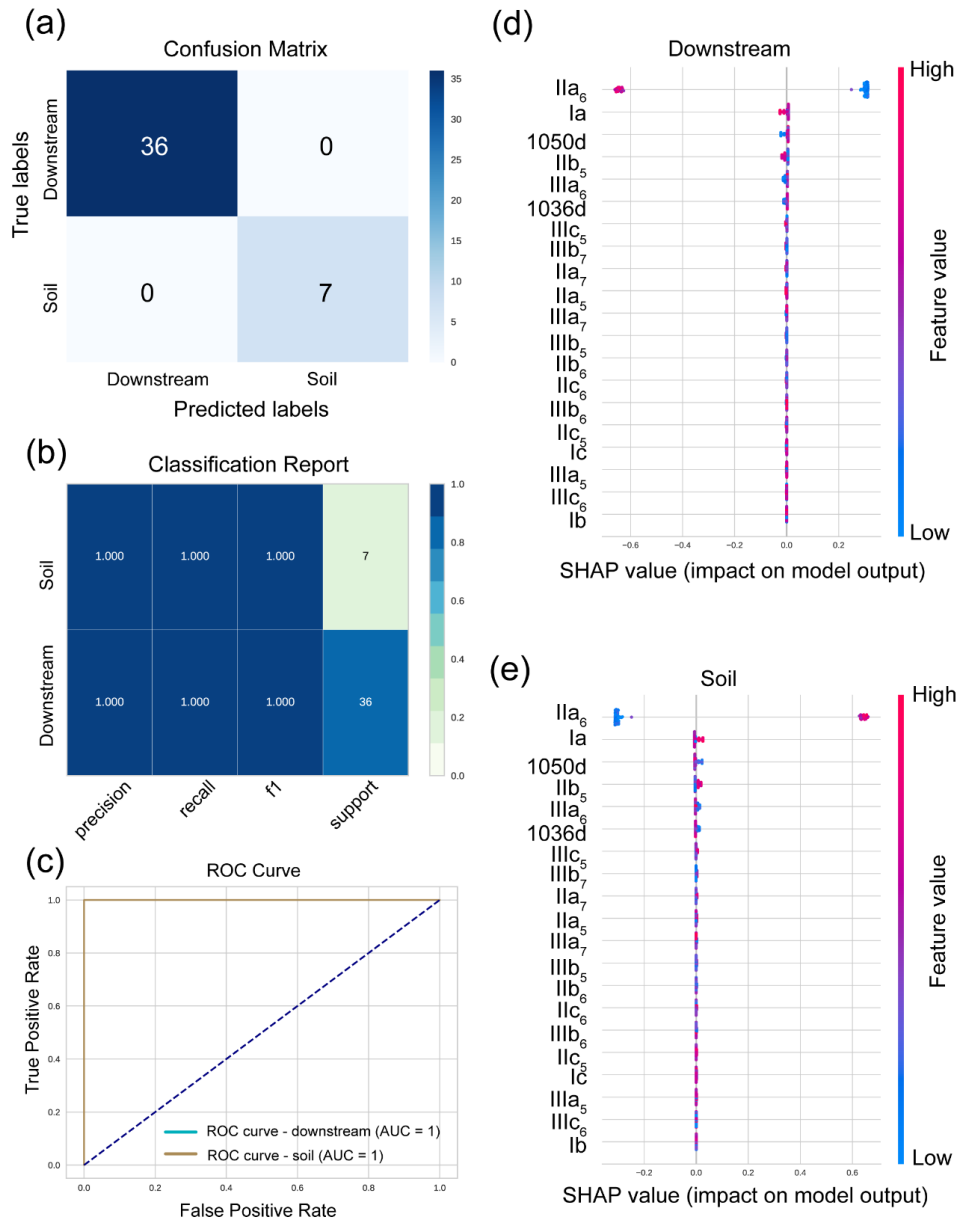 (a)
Confusion Matrix
True labels
Downstream
Soil
36
0
0
7
35
30
25
20
15
10
5
0
Downstream
Soil
Predicted labels
(b)
Classification Report
Soil
Downstream
1.000
1.000
1.000
7
1.000
1.000
1.000
36
1.0
0.8
0.6
0.4
0.2
0.0
precision
recall
f1
support
(c)
ROC Curve
True Positive Rate
1.0
0.8
0.6
0.4
0.2
0.0
ROC curve - downstream (AUC = 1)
ROC curve - soil (AUC = 1)
0.0
0.2
0.4
0.6
0.8
1.0
False Positive Rate
(d)
Downstream
IIa6
Ia
1050d
IIb5
IIIa6
1036d
IIIc5
IIIb7
IIa7
IIa5
IIIa7
IIIb5
IIb6
IIc6
IIIb6
IIc5
Ic
IIIa5
IIIc6
Ib
High
Feature value
Low
−0.6
−0.4
−0.2
0.0
0.2
SHAP value (impact on model output)
(e)
Soil
IIa6
Ia
1050d
IIb5
IIIa6
1036d
IIIc5
IIIb7
IIa7
IIa5
IIIa7
IIIb5
IIb6
IIc6
IIIb6
IIc5
Ic
IIIa5
IIIc6
Ib
High
Feature value
Low
−0.2
0.0
0.2
0.4
0.6
SHAP value (impact on model output)